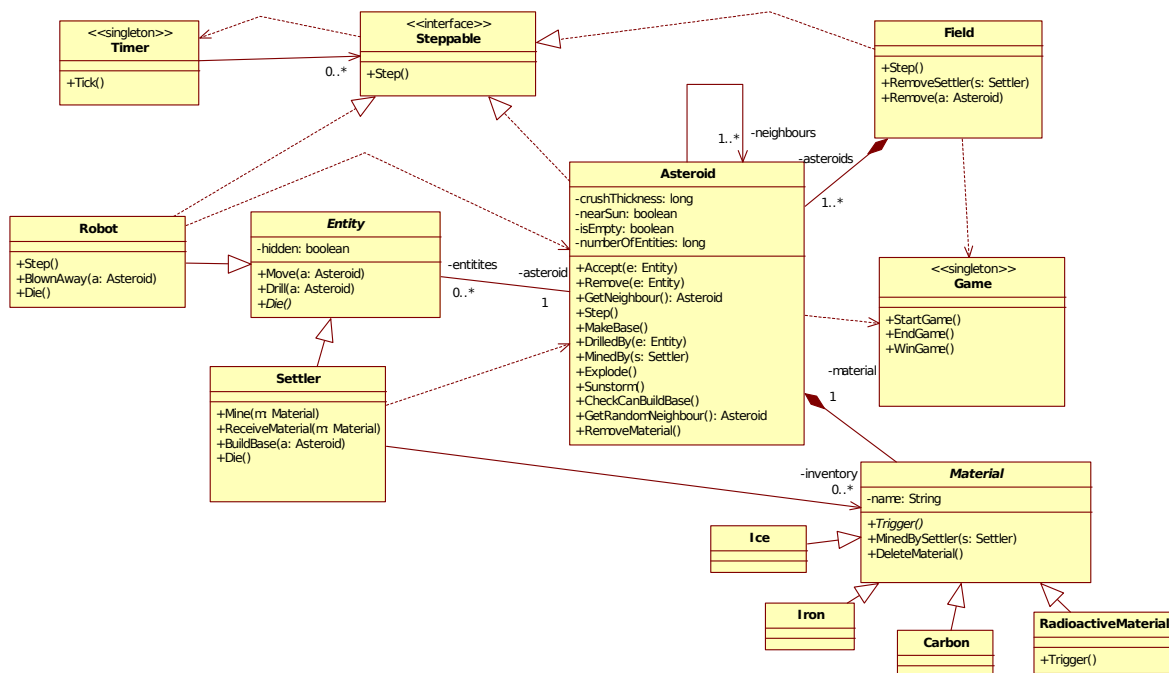 <<singleton>>
Timer
+Tick()
0..*
<<interface>>
Steppable
+Step()
Field
+Step()
+RemoveSettler(s: Settler)
+Remove(a: Asteroid)
1..*
-neighbours
-asteroids
1..*
Asteroid
-crushThickness: long
-nearSun: boolean
-isEmpty: boolean
-numberOfEntities: long
+Accept(e: Entity)
+Remove(e: Entity)
+GetNeighbour(): Asteroid
+Step()
+MakeBase()
+DrilledBy(e: Entity)
+MinedBy(s: Settler)
+Explode()
+Sunstorm()
+CheckCanBuildBase()
+GetRandomNeighbour(): Asteroid
+RemoveMaterial()
Robot
+Step()
+BlownAway(a: Asteroid)
+Die()
Entity
-hidden: boolean
+Move(a: Asteroid)
+Drill(a: Asteroid)
+Die()
-entitites
0..*
-asteroid
1
<<singleton>>
Game
+StartGame()
+EndGame()
+WinGame()
Settler
+Mine(m: Material)
+ReceiveMaterial(m: Material)
+BuildBase(a: Asteroid)
+Die()
-material
1
-inventory
0..*
Material
-name: String
+Trigger()
+MinedBySettler(s: Settler)
+DeleteMaterial()
Ice
Iron
Carbon
RadioactiveMaterial
+Trigger()